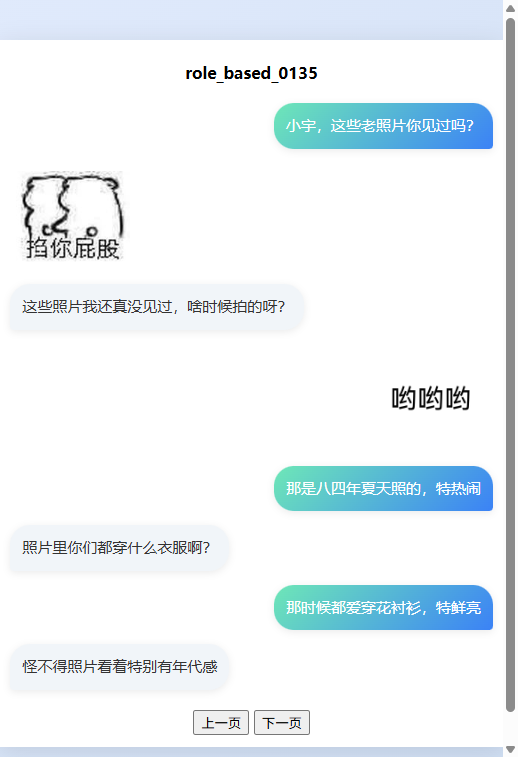 role_based_0135
小宇，这些老照片你见过吗？
掐你屁股
这些照片我还真没见过，啥时候拍的呀？
哟哟哟
那是八四年夏天照的，特热闹
照片里你们都穿什么衣服啊？
那时候都爱穿花衬衫，特鲜亮
怪不得照片看着特别有年代感
上一页 下一页